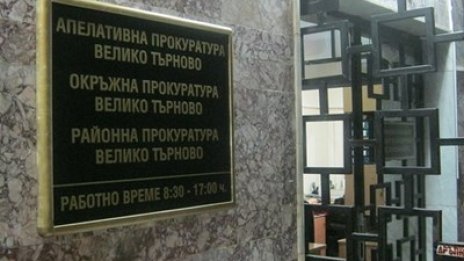 АПЕЛАТИВНА ПРОКУРАТУРА
ВЕЛИКО ТЪРНОВО
ОКРЪЖНА ПРОКУРАТУРА
ВЕЛИКО ТЪРНОВО
РАЙОННА ПРОКУРАТУРА
ВЕЛИКО ТЪРНОВО
РАБОТНО ВРЕМЕ 8:30 - 17:00 ч.